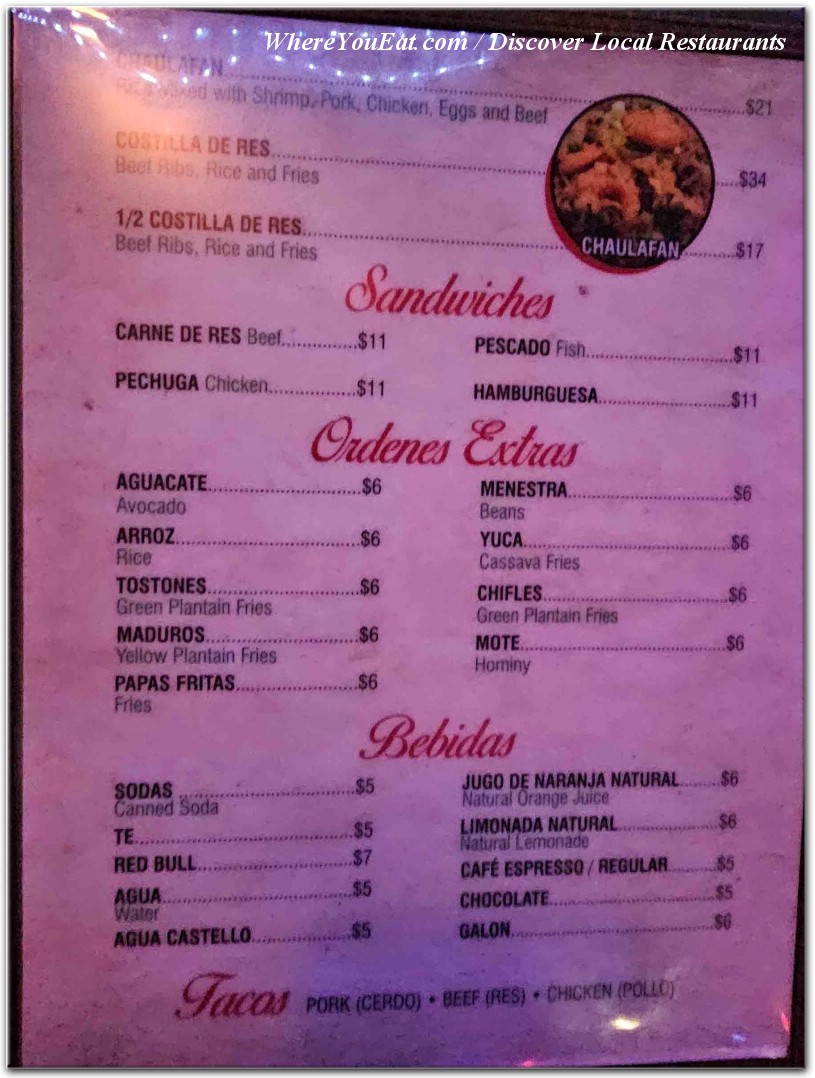 WhereYouEat.com / Discover Local Restaurants
CHAULAFAN..........$21
Rice Mixed with Shrimp, Pork, Chicken, Eggs and Beef
COSTILLA DE RES..........$34
Beef Ribs, Rice and Fries
1/2 COSTILLA DE RES..........$17
Beef Ribs, Rice and Fries
CHAULAFAN
Sandwiches
CARNE DE RES Beef..........$11
PECHUGA Chicken..........$11
PESCADO Fish..........$11
HAMBURGUESA..........$11
Ordenes Extras
AGUACATE..........$6
Avocado
ARROZ..........$6
Rice
TOSTONES..........$6
Green Plantain Fries
MADUROS..........$6
Yellow Plantain Fries
PAPAS FRITAS..........$6
Fries
MENESTRA..........$6
Beans
YUCA..........$6
Cassava Fries
CHIFLES..........$6
Green Plantain Fries
MOTE..........$6
Hominy
Bebidas
SODAS..........$5
Canned Soda
TE..........$5
RED BULL..........$7
AGUA..........$5
Water
AGUA CASTELLO..........$5
JUGO DE NARANJA NATURAL..........$6
Natural Orange Juice
LIMONADA NATURAL..........$6
Natural Lemonade
CAFÉ ESPRESSO / REGULAR..........$5
CHOCOLATE..........$5
GALON..........$6
Tacos PORK (CERDO) • BEEF (RES) • CHICKEN (POLLO)